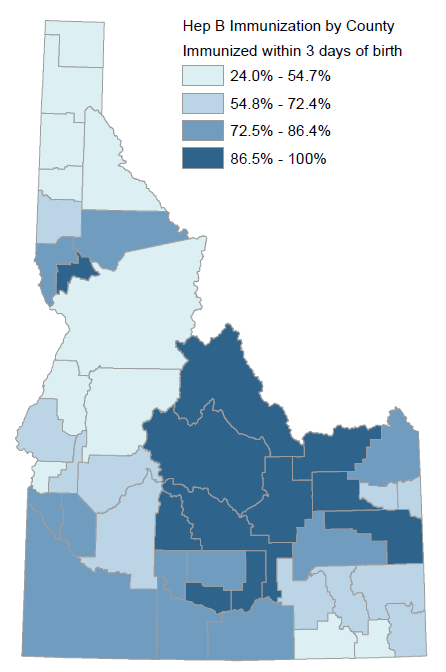 Hep B Immunization by County
Immunized within 3 days of birth
24.0% - 54.7%
54.8% - 72.4%
72.5% - 86.4%
86.5% - 100%